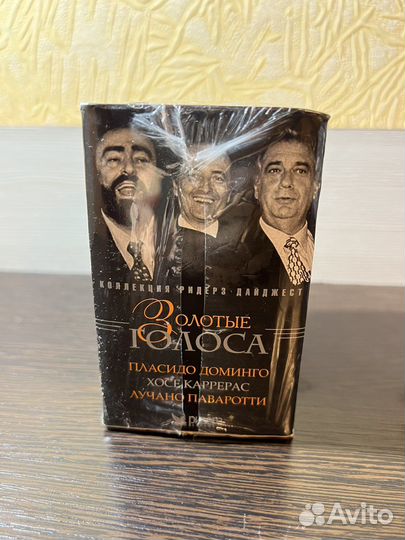 КОЛЛЕКЦИЯ РИДЕРЗ ДАЙДЖЕСТ
ЗОЛОТЫЕ
ГОЛОСА
ПЛАСИДО ДОМИНГО
ХОСЕ КАРРЕРАС
ЛУЧАНО ПАВАРОТТИ
Avito